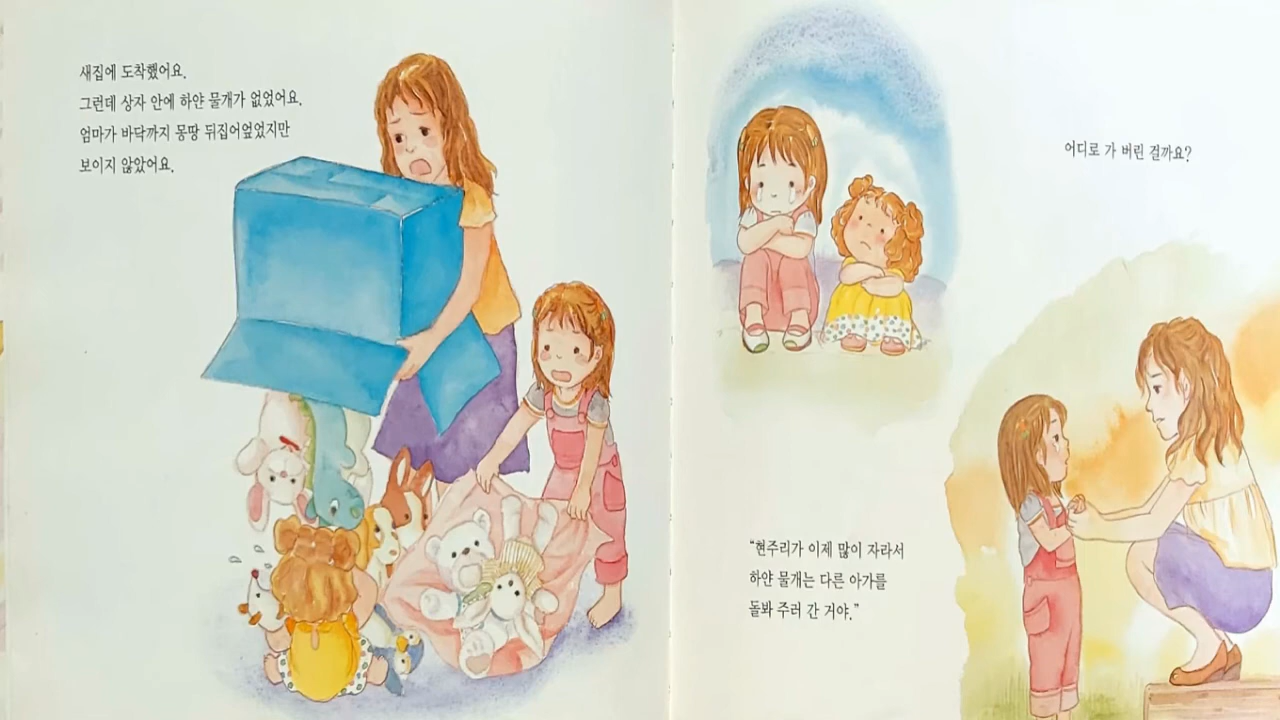 새집에 도착했어요.
그런데 상자 안에 하얀 물개가 없었어요.
엄마가 바닥까지 몽땅 뒤집어엎었지만
보이지 않았어요.
어디로 가 버린 걸까요?
“현주리가 이제 많이 자라서
하얀 물개는 다른 아가를
돌봐 주러 간 거야.”